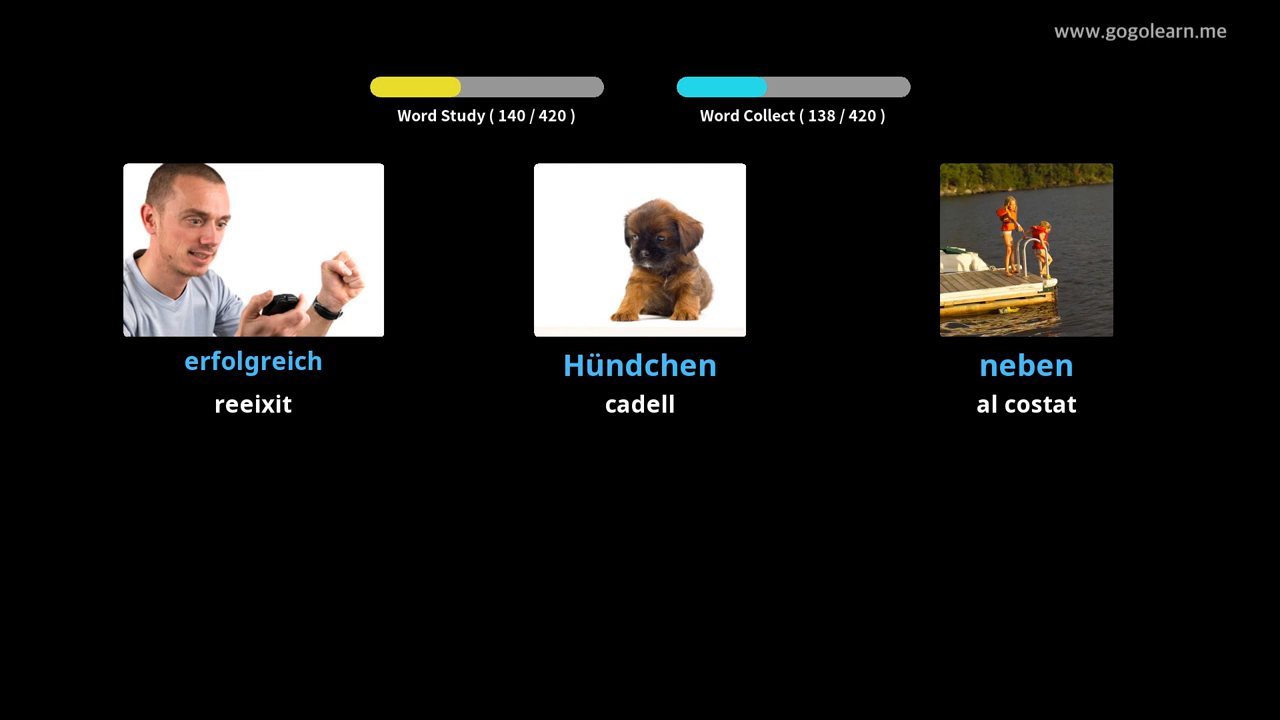 www.gogolearn.me
Word Study ( 140 / 420 )
Word Collect ( 138 / 420 )
erfolgreich
reeixit
Hündchen
cadell
neben
al costat